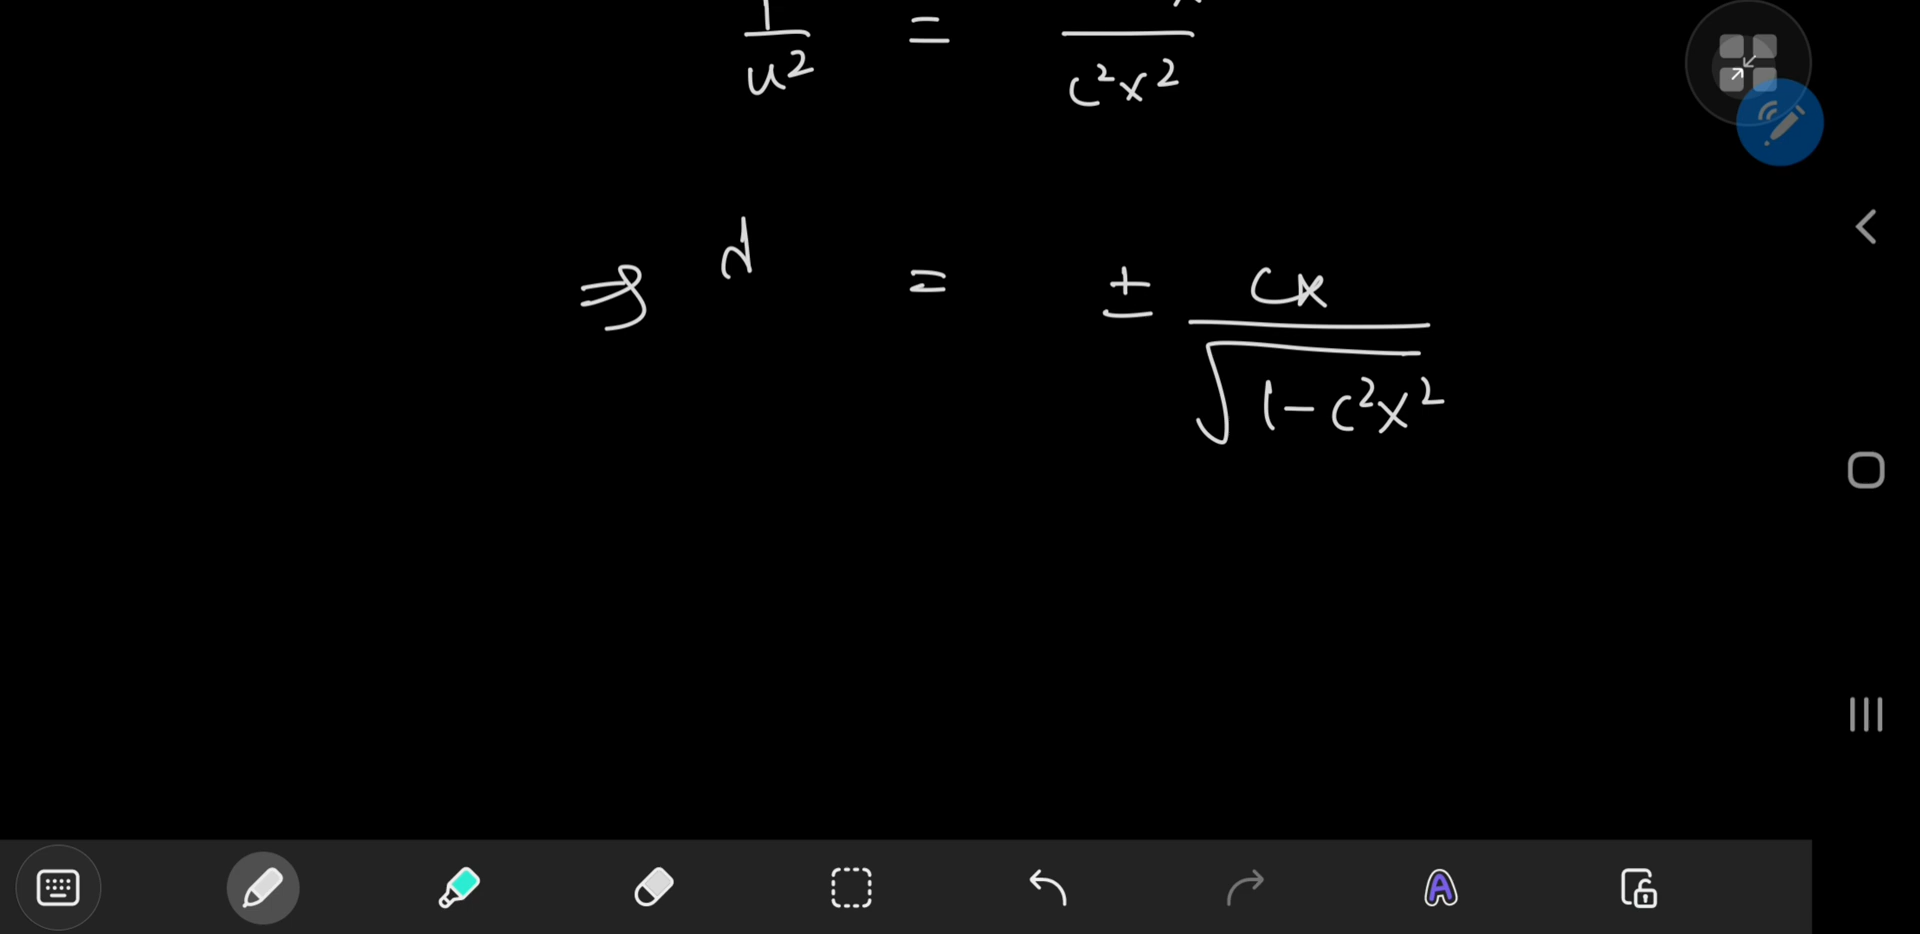 1/u² = /c²x²
⇒ = ± cx/√(1-c²x²)